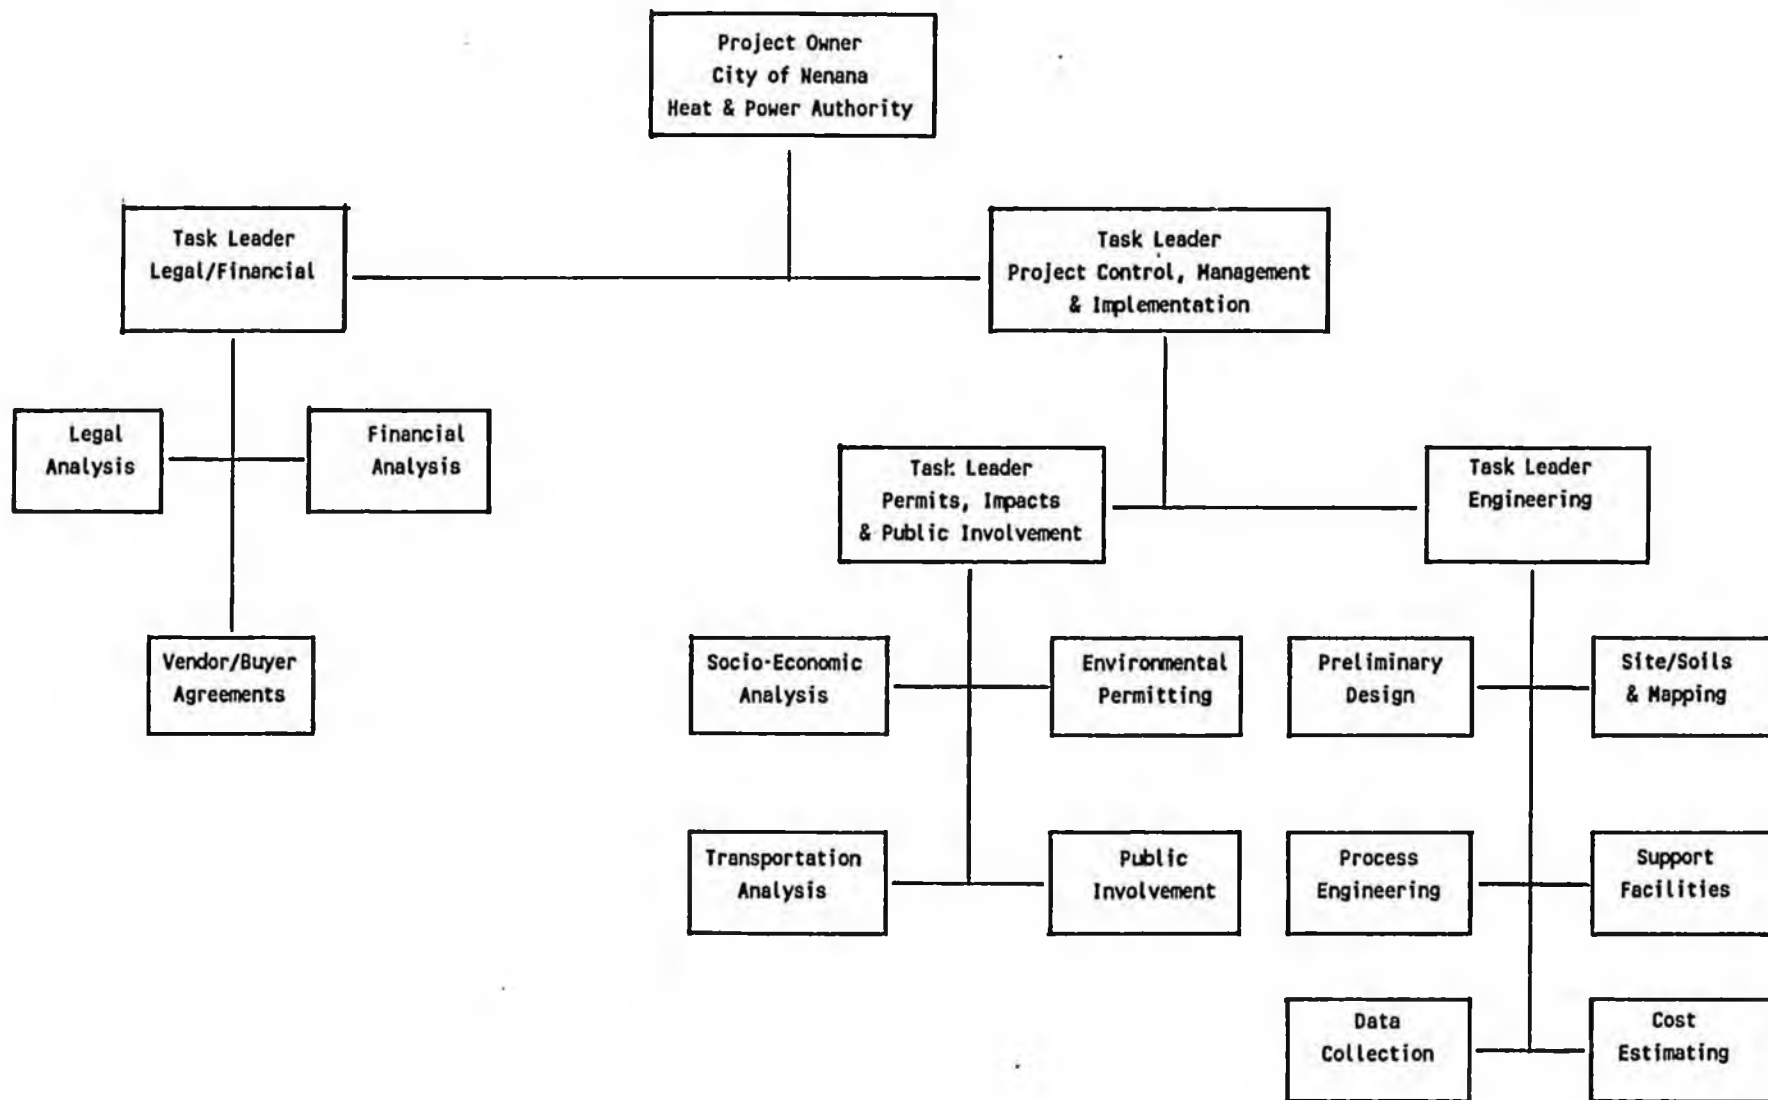 Project Owner
City of Nenana
Heat & Power Authority
Task Leader
Legal/Financial
Task Leader
Project Control, Management
& Implementation
Legal
Analysis
Financial
Analysis
Task Leader
Permits, Impacts
& Public Involvement
Task Leader
Engineering
Vendor/Buyer
Agreements
Socio-Economic
Analysis
Environmental
Permitting
Preliminary
Design
Site/Soils
& Mapping
Transportation
Analysis
Public
Involvement
Process
Engineering
Support
Facilities
Data
Collection
Cost
Estimating